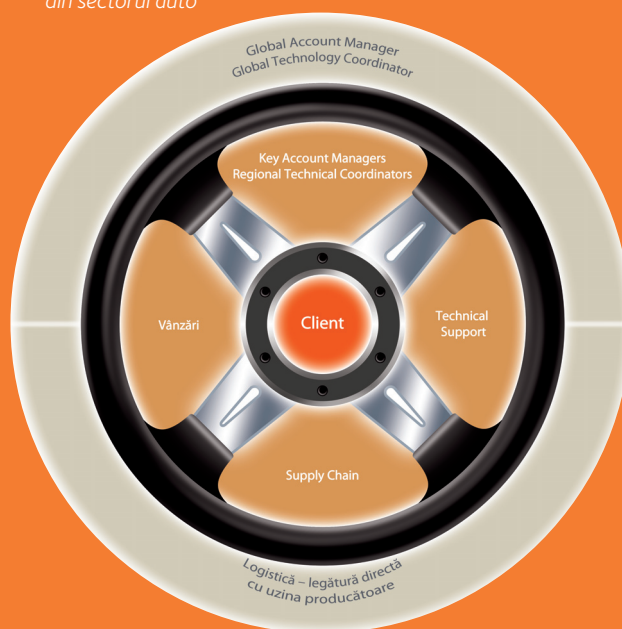 din sectorul auto
Global Account Manager
Global Technology Coordinator
Key Account Managers
Regional Technical Coordinators
Vânzări
Client
Technical
Support
Supply Chain
Logistică – legătură directă
cu uzina producătoare